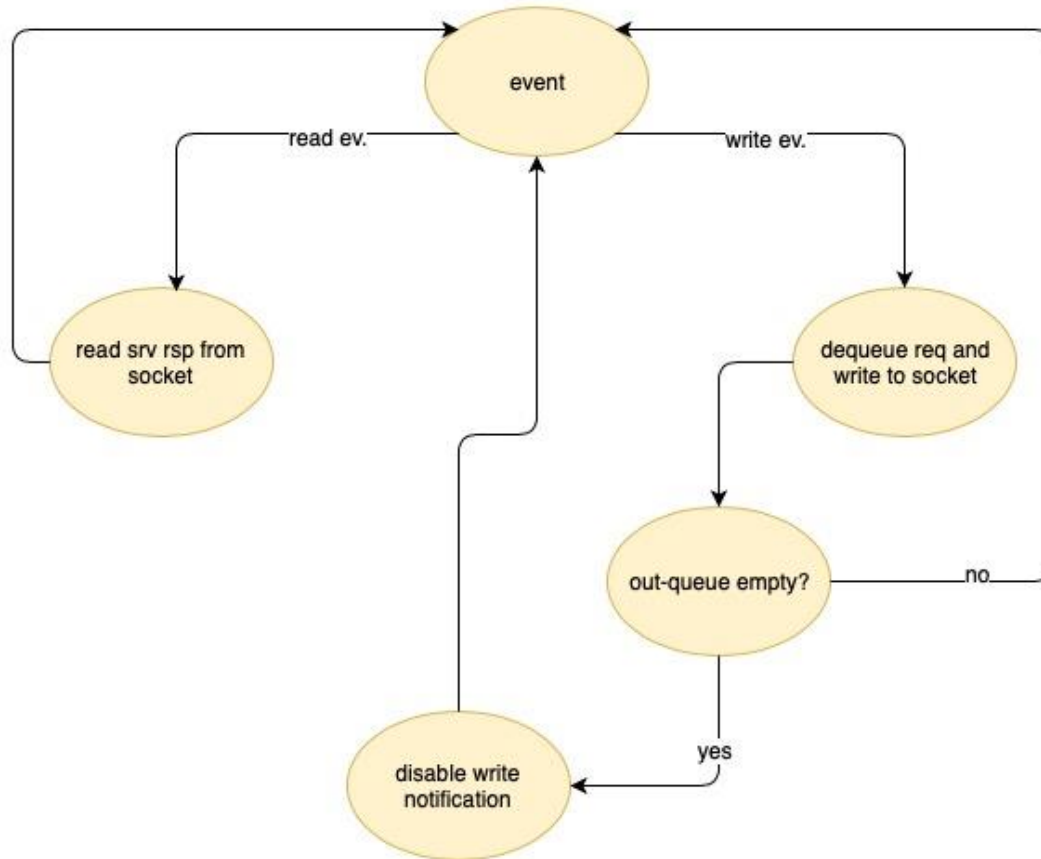 event
read ev.
write ev.
read srv rsp from
socket
dequeue req and
write to socket
out-queue empty?
no
yes
disable write
notification